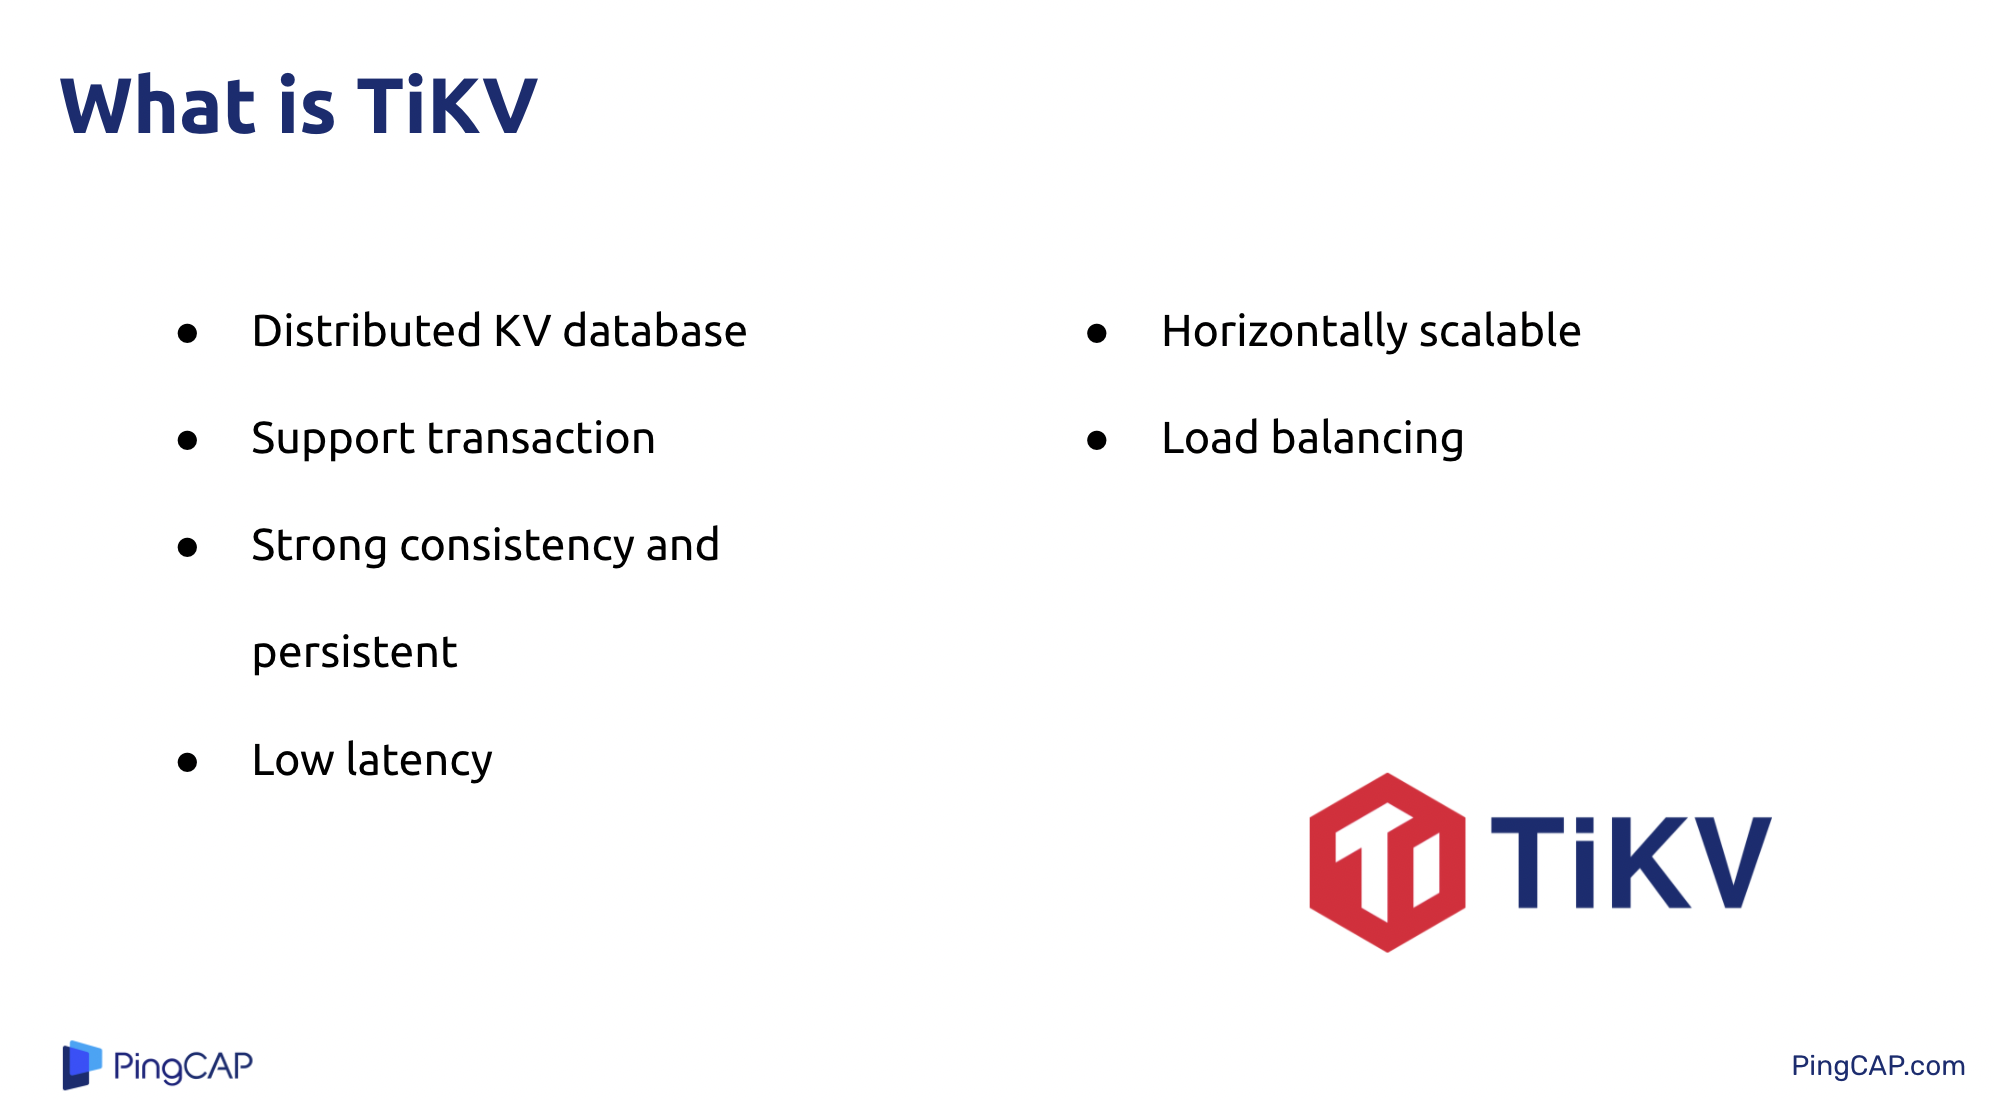 What is TiKV
● Distributed KV database
● Support transaction
● Strong consistency and
persistent
● Low latency
● Horizontally scalable
● Load balancing
TiKV
PingCAP
PingCAP.com